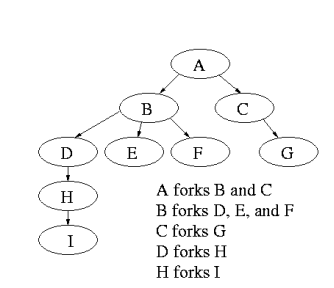 A
B
C
D
E
F
G
H
I
A forks B and C
B forks D, E, and F
C forks G
D forks H
H forks I